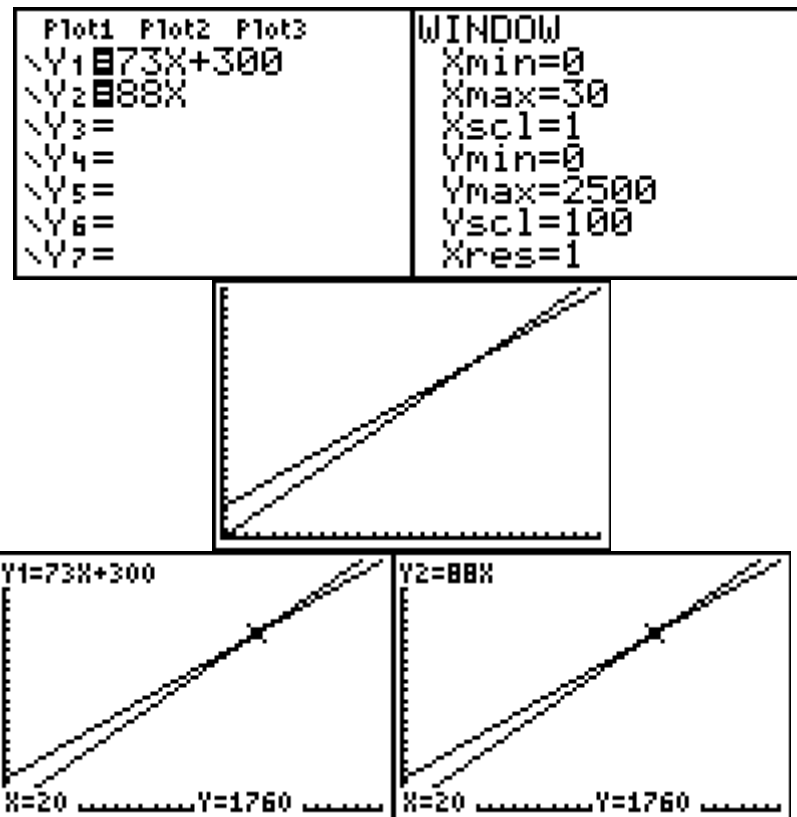 Plot1 Plot2 Plot3
\Y1=73X+300
\Y2=88X
\Y3=
\Y4=
\Y5=
\Y6=
\Y7=
WINDOW
Xmin=0
Xmax=30
Xscl=1
Ymin=0
Ymax=2500
Yscl=100
Xres=1
Y1=73X+300
X=20 Y=1760
Y2=88X
X=20 Y=1760